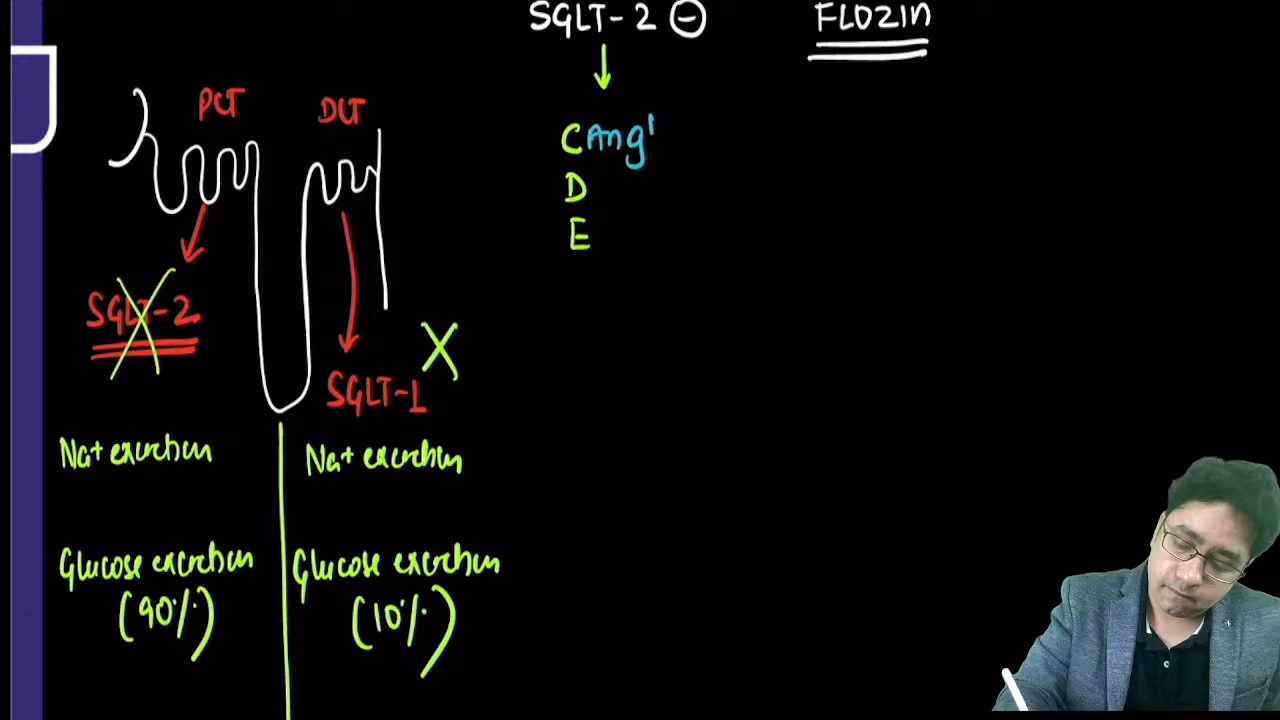 SGLT-2 ⊖
FLOZIN
PCT
DCT
CAng'
D
E
SGLT-2
SGLT-1
X
Na+ excretion
Na+ excretion
Glucose excretion
(90%)
Glucose excretion
(10%)